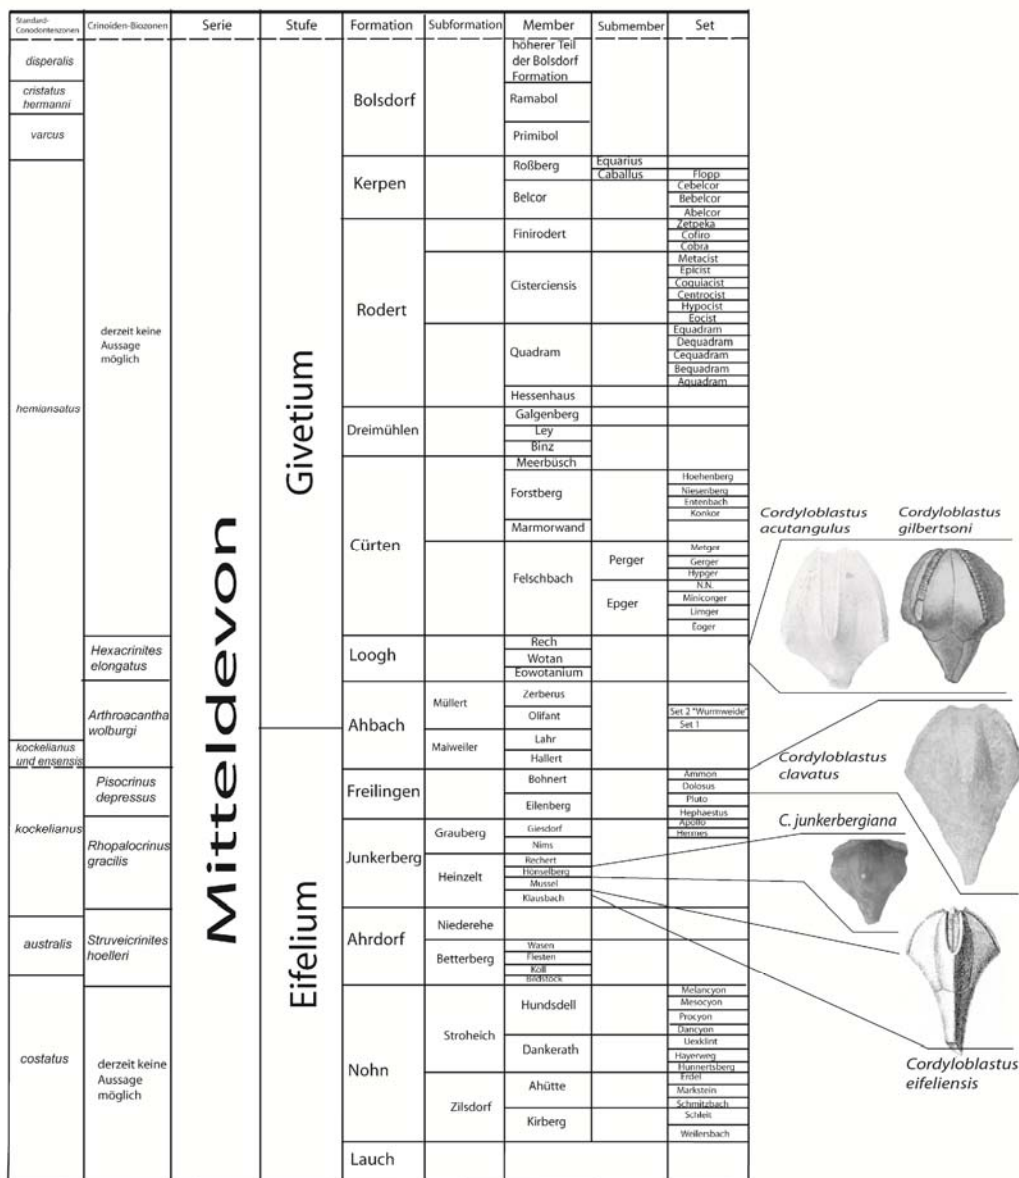 Standard-
Conodontenzonen
Crinoiden-Biozonen
Serie
Stufe
Formation
Subformation
Member
Submember
Set
disperalis
cristatus
hermanni
varcus
hemiansatus
kockelianus
und ensensis
kockelianus
australis
costatus
derzeit keine
Aussage
möglich
Hexacrinites
elongatus
Arthroacantha
wolburgi
Pisocrinus
depressus
Rhopalocrinus
gracilis
Struveicrinites
hoelleri
derzeit keine
Aussage
möglich
Mitteldevon
Givetium
Eifelium
Bolsdorf
Kerpen
Rodert
Dreimühlen
Cürten
Loogh
Ahbach
Freilingen
Junkerberg
Ahrdorf
Nohn
Lauch
Müllert
Maiweiler
Grauberg
Heinzelt
Niederehe
Betterberg
Stroheich
Zilsdorf
höherer Teil
der Bolsdorf
Formation
Ramabol
Primibol
Roßberg
Belcor
Finirodert
Cisterciensis
Quadram
Hessenhaus
Galgenberg
Ley
Binz
Meerbüsch
Forstberg
Marmorwand
Felschbach
Rech
Wotan
Eowotanium
Zerberus
Olifant
Lahr
Hallert
Bohnert
Eilenberg
Giesdorf
Nims
Rechert
Hönselberg
Mussel
Klausbach
Wasen
Flesten
Köll
Bildstock
Hundsdell
Dankerath
Ahütte
Kirberg
Equarius
Caballus
Perger
Epger
Flopp
Cebelcor
Bebelcor
Abelcor
Zetpeka
Cofiro
Cobra
Metacist
Epicist
Coquiacist
Centrocist
Hypocist
Eocist
Equadram
Dequadram
Cequadram
Bequadram
Aquadram
Hoehenberg
Niesenberg
Entenbach
Konkor
Metger
Gerger
Hypger
N.N.
Minicorger
Limger
Eoger
Set 2 "Wurmweide"
Set 1
Ammon
Dolosus
Pluto
Hephaestus
Apollo
Hermes
Melancyon
Mesocyon
Procyon
Dancyon
Uexklint
Hayerweg
Hunnertsberg
Erdel
Markstein
Schmitzbach
Schleit
Weilersbach
Cordyloblastus
acutangulus
Cordyloblastus
gilbertsoni
Cordyloblastus
clavatus
C. junkerbergiana
Cordyloblastus
eifeliensis